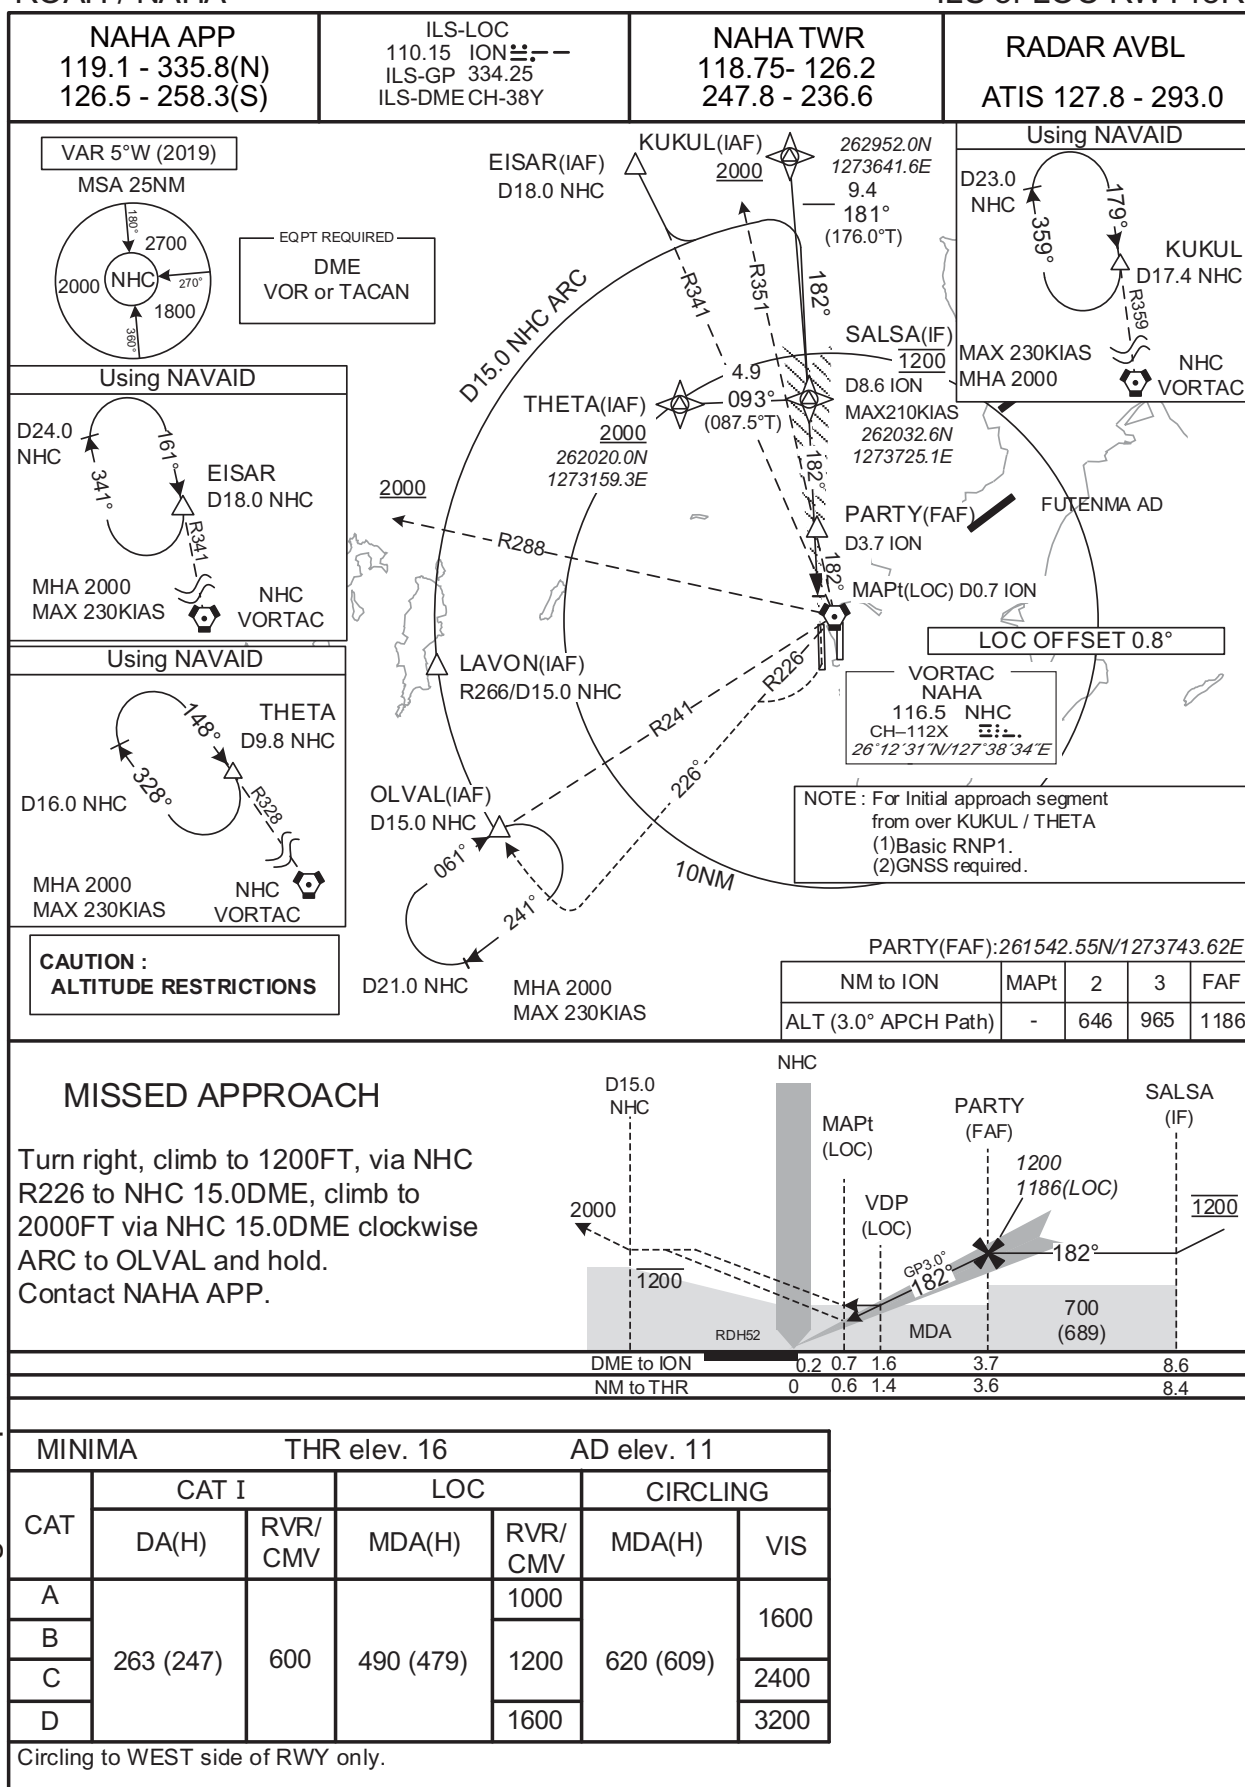 ROAH / NAHA
ILS or LOC RWY18R
NAHA APP
119.1 - 335.8(N)
126.5 - 258.3(S)
ILS-LOC
110.15 ION
ILS-GP 334.25
ILS-DME CH-38Y
NAHA TWR
118.75- 126.2
247.8 - 236.6
RADAR AVBL
ATIS 127.8 - 293.0
VAR 5°W (2019)
MSA 25NM
180°
2700
2000
NHC
270°
1800
360°
EQPT REQUIRED
DME
VOR or TACAN
EISAR(IAF)
D18.0 NHC
KUKUL(IAF)
2000
262952.0N
1273641.6E
9.4
181°
(176.0°T)
Using NAVAID
D23.0
NHC
179°
359°
KUKUL
D17.4 NHC
R359
MAX 230KIAS
MHA 2000
NHC
VORTAC
D15.0 NHC ARC
R341
R351
182°
SALSA(IF)
1200
D8.6 ION
MAX210KIAS
262032.6N
1273725.1E
4.9
093°
(087.5°T)
THETA(IAF)
2000
262020.0N
1273159.3E
182°
Using NAVAID
D24.0
NHC
161°
341°
EISAR
D18.0 NHC
R341
MHA 2000
MAX 230KIAS
NHC
VORTAC
2000
R288
PARTY(FAF)
D3.7 ION
FUTENMA AD
182°
MAPt(LOC) D0.7 ION
LOC OFFSET 0.8°
Using NAVAID
THETA
D9.8 NHC
148°
328°
D16.0 NHC
R328
MHA 2000
MAX 230KIAS
NHC
VORTAC
LAVON(IAF)
R266/D15.0 NHC
R226
R241
226°
VORTAC
NAHA
116.5 NHC
CH–112X
26°12´31˝N/127°38´34˝E
OLVAL(IAF)
D15.0 NHC
061°
241°
D21.0 NHC
MHA 2000
MAX 230KIAS
10NM
NOTE : For Initial approach segment
from over KUKUL / THETA
(1)Basic RNP1.
(2)GNSS required.
CAUTION :
ALTITUDE RESTRICTIONS
PARTY(FAF):261542.55N/1273743.62E
NM to ION MAPt 2 3 FAF
ALT (3.0° APCH Path) - 646 965 1186
MISSED APPROACH
Turn right, climb to 1200FT, via NHC
R226 to NHC 15.0DME, climb to
2000FT via NHC 15.0DME clockwise
ARC to OLVAL and hold.
Contact NAHA APP.
D15.0
NHC
NHC
MAPt
(LOC)
VDP
(LOC)
PARTY
(FAF)
SALSA
(IF)
1200
1186(LOC)
1200
2000
1200
GP3.0°
182°
182°
RDH52
MDA
700
(689)
DME to ION 0.2 0.7 1.6 3.7 8.6
NM to THR 0 0.6 1.4 3.6 8.4
MINIMA THR elev. 16 AD elev. 11
CAT CAT I LOC CIRCLING
DA(H) RVR/CMV MDA(H) RVR/CMV MDA(H) VIS
A 1000
B 1600
263 (247) 600 490 (479) 1200 620 (609)
C 2400
D 1600 3200
Circling to WEST side of RWY only.